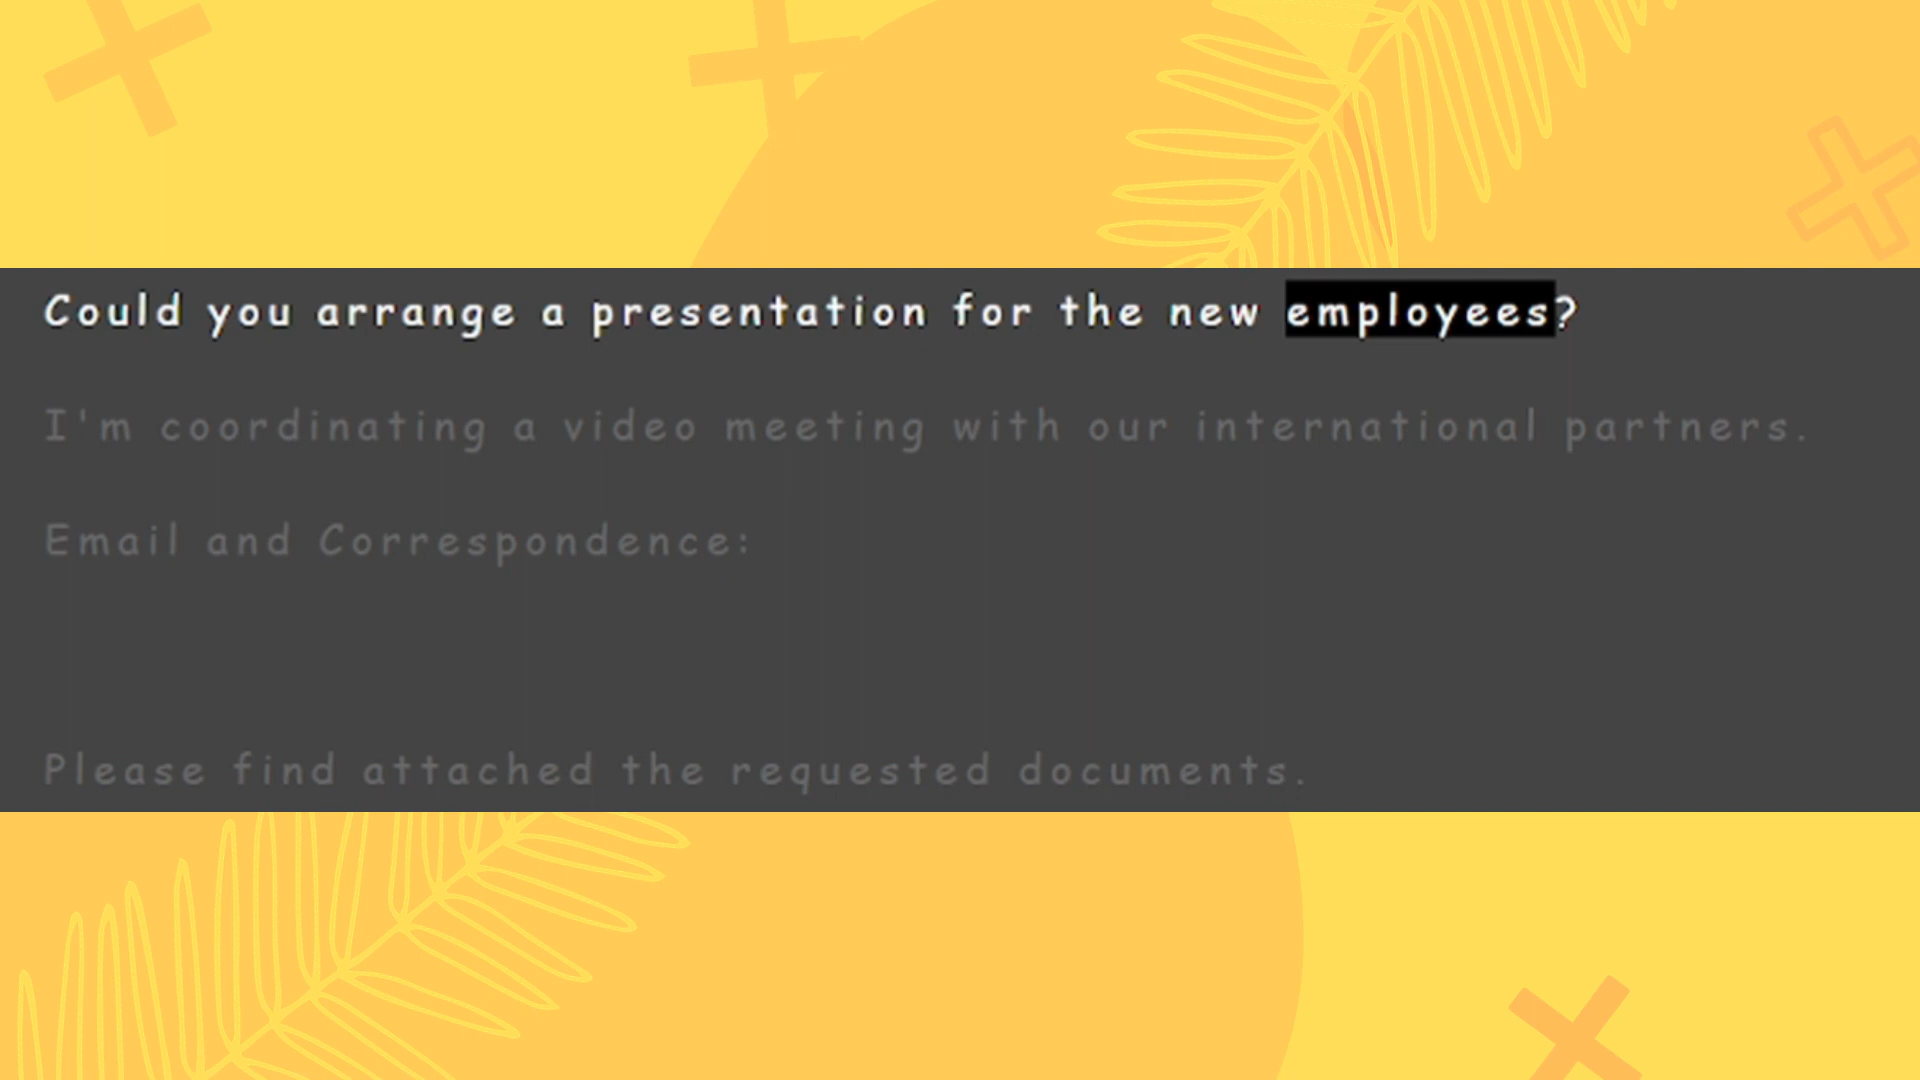 Could you arrange a presentation for the new employees?
I'm coordinating a video meeting with our international partners.
Email and Correspondence:
Please find attached the requested documents.